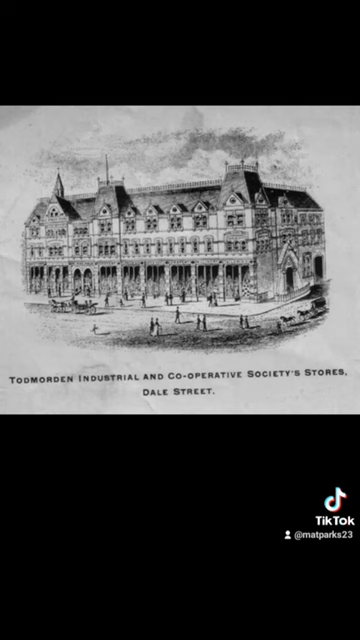 TODMORDEN INDUSTRIAL AND CO-OPERATIVE SOCIETY'S STORES,
DALE STREET.
TikTok
@matparks23